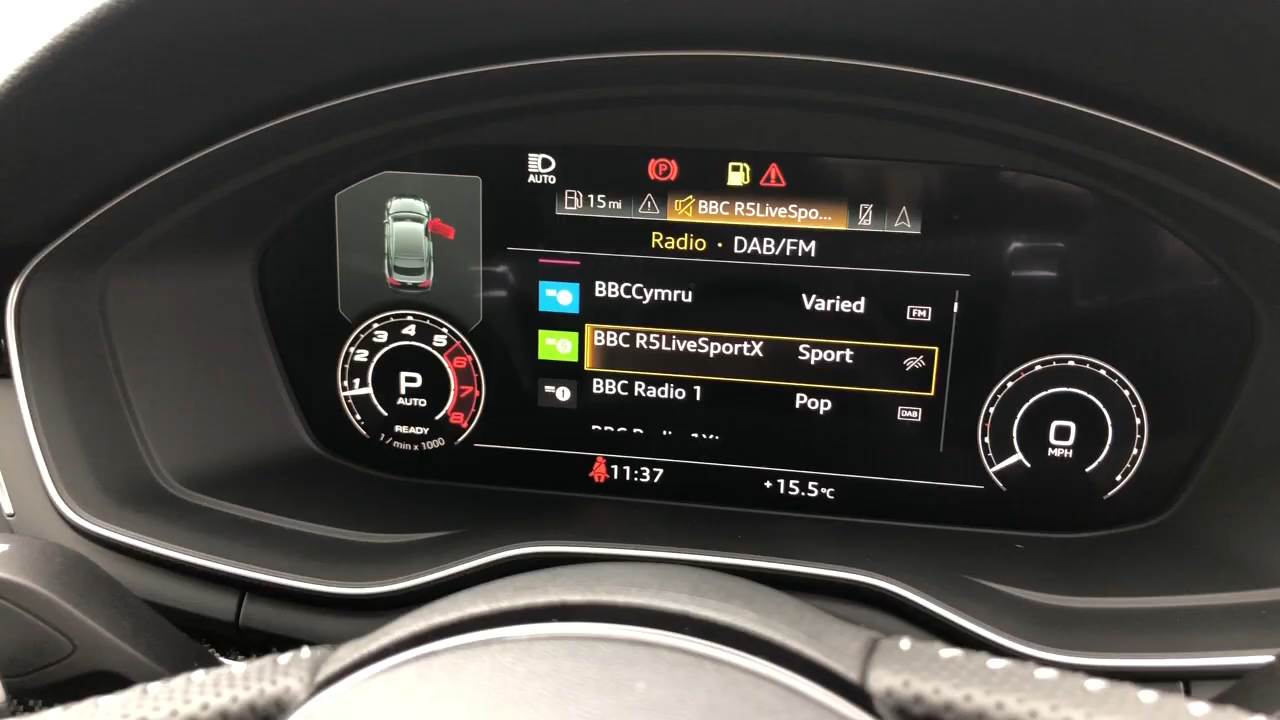 AUTO
P
15 mi
BBC R5LiveSpo...
Radio · DAB/FM
BBCCymru Varied FM
BBC R5LiveSportX Sport
BBC Radio 1 Pop DAB
1 2 3 4 5 6 7 8
P
AUTO
READY
1/min x 1000
0
MPH
11:37 +15.5°C